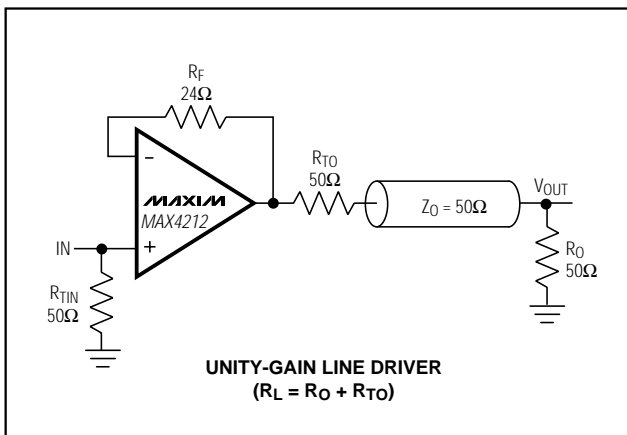 RF
24Ω
RTO
50Ω
−
MAXIM
MAX4212
ZO = 50Ω
VOUT
IN
+
RO
50Ω
RTIN
50Ω
UNITY-GAIN LINE DRIVER
(RL = RO + RTO)